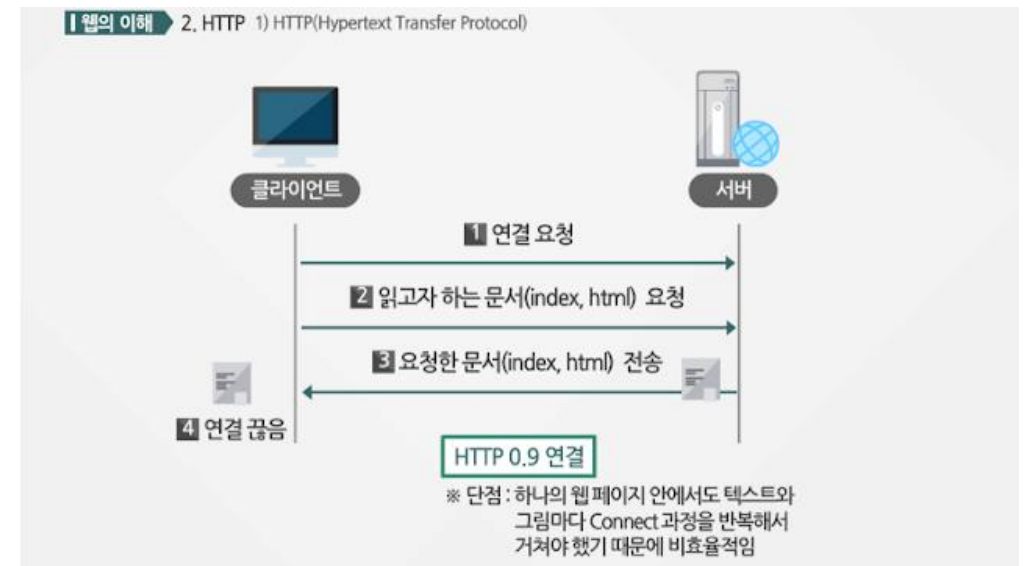 웹의 이해 2. HTTP 1) HTTP(Hypertext Transfer Protocol)
클라이언트
서버
1 연결 요청
2 읽고자 하는 문서(index, html) 요청
3 요청한 문서(index, html) 전송
4 연결 끊음
HTTP 0.9 연결
※ 단점 : 하나의 웹 페이지 안에서도 텍스트와
그림마다 Connect 과정을 반복해서
거쳐야 했기 때문에 비효율적임